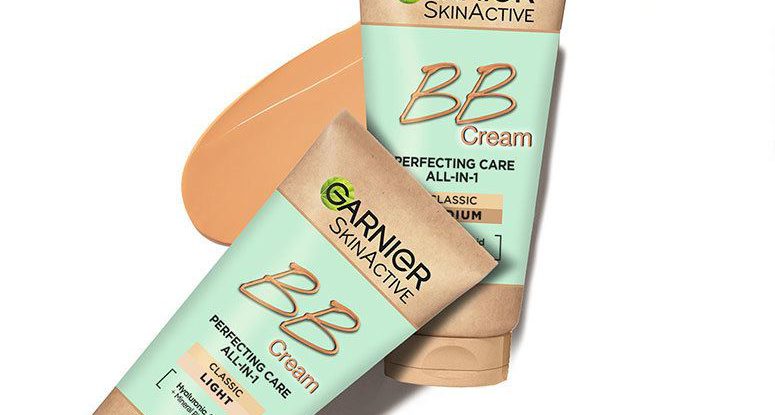 SKINACTIVE
BB
Cream
PERFECTING CARE
ALL-IN-1
CLASSIC
GARNIER
SKINACTIVE
BB
Cream
PERFECTING CARE
ALL-IN-1
CLASSIC
LIGHT
Hyaluronic